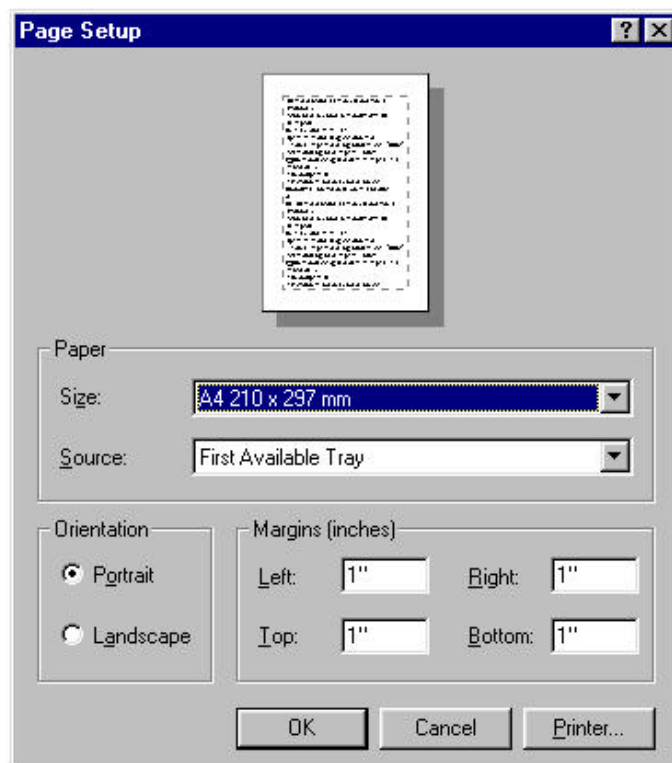 Page Setup
Paper
Size: A4 210 x 297 mm
Source: First Available Tray
Orientation
Portrait
Landscape
Margins (inches)
Left: 1" Right: 1"
Top: 1" Bottom: 1"
OK Cancel Printer...